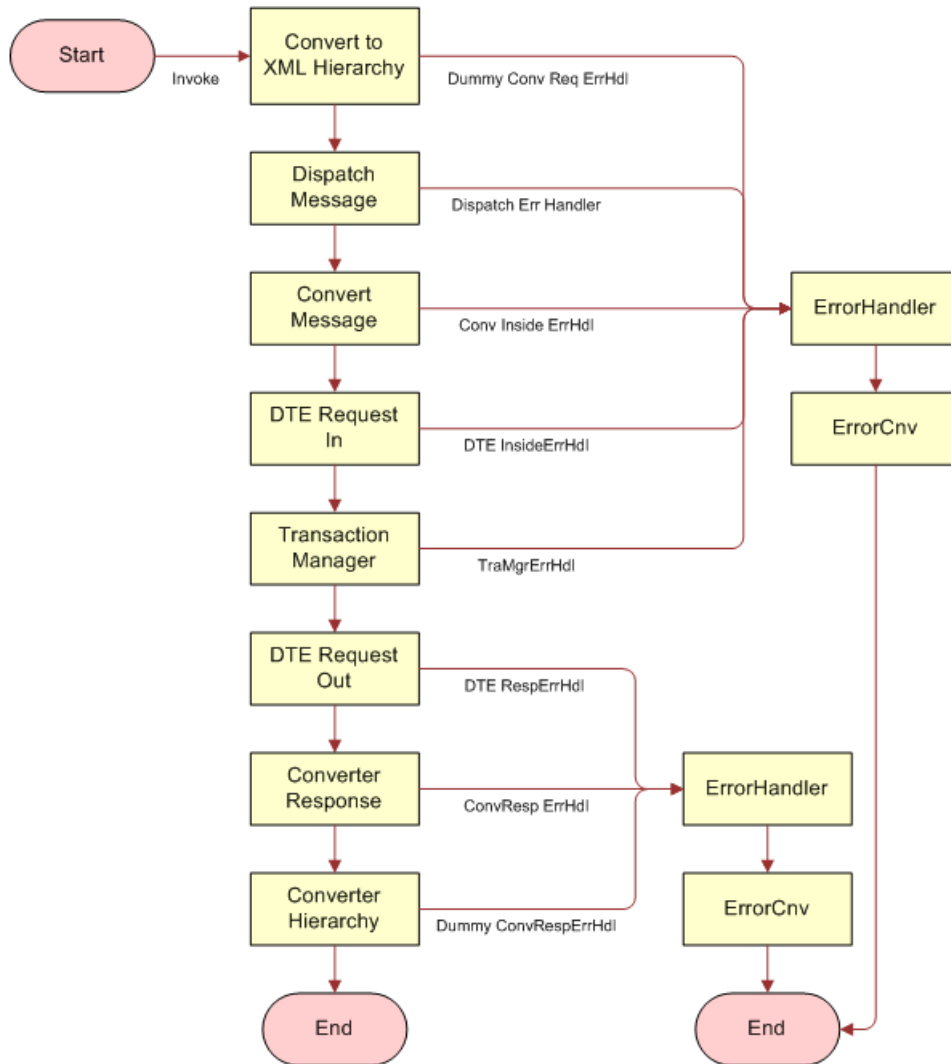 Start
Invoke
Convert to
XML Hierarchy
Dummy Conv Req ErrHdl
Dispatch
Message
Dispatch Err Handler
Convert
Message
Conv Inside ErrHdl
ErrorHandler
DTE Request
In
DTE InsideErrHdl
ErrorCnv
Transaction
Manager
TraMgrErrHdl
DTE Request
Out
DTE RespErrHdl
Converter
Response
ConvResp ErrHdl
ErrorHandler
Converter
Hierarchy
Dummy ConvRespErrHdl
ErrorCnv
End
End